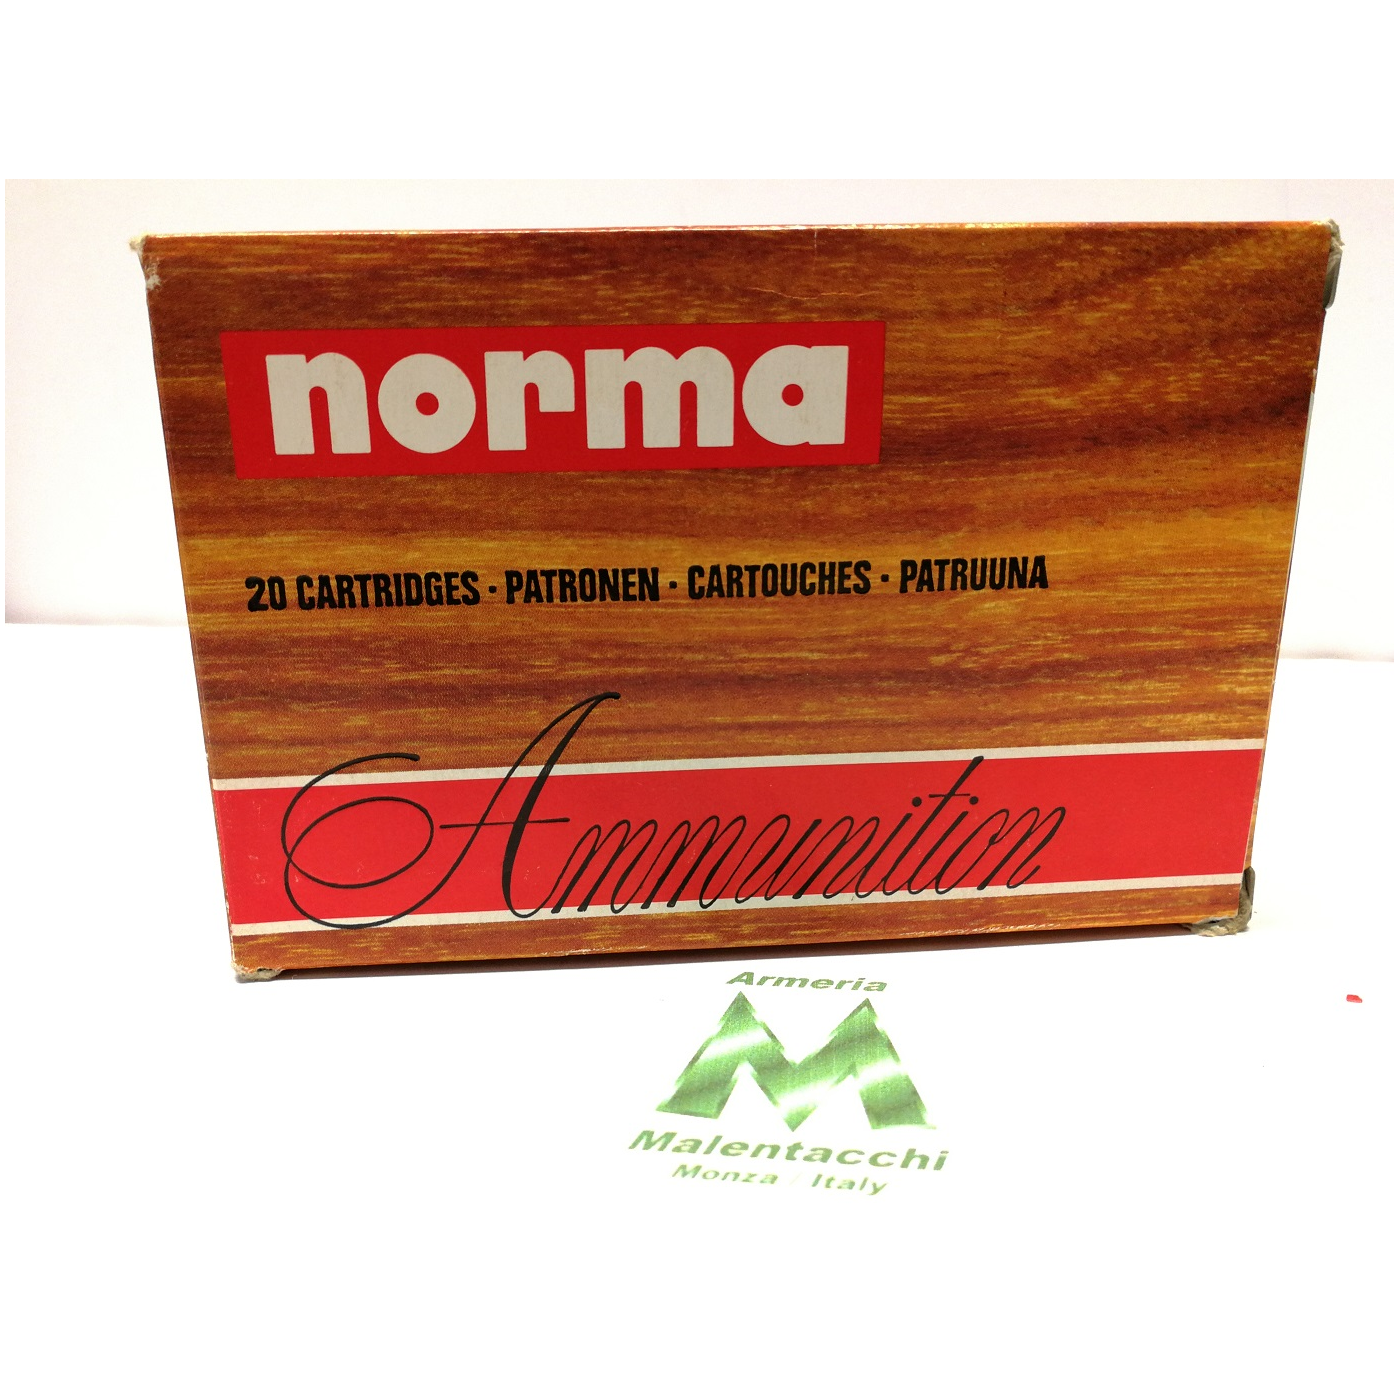 norma
20 CARTRIDGES · PATRONEN · CARTOUCHES · PATRUUNA
Ammunition
Armeria
M
Malentacchi
Monza / Italy